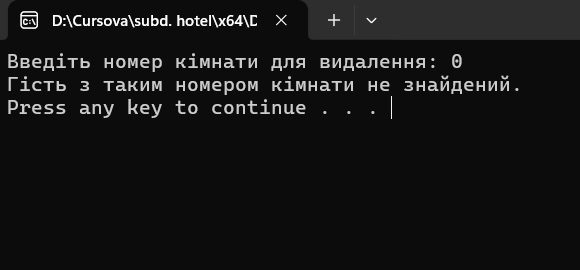 D:\Cursova\subd. hotel\x64\D
Введіть номер кімнати для видалення: 0
Гість з таким номером кімнати не знайдений.
Press any key to continue . . .